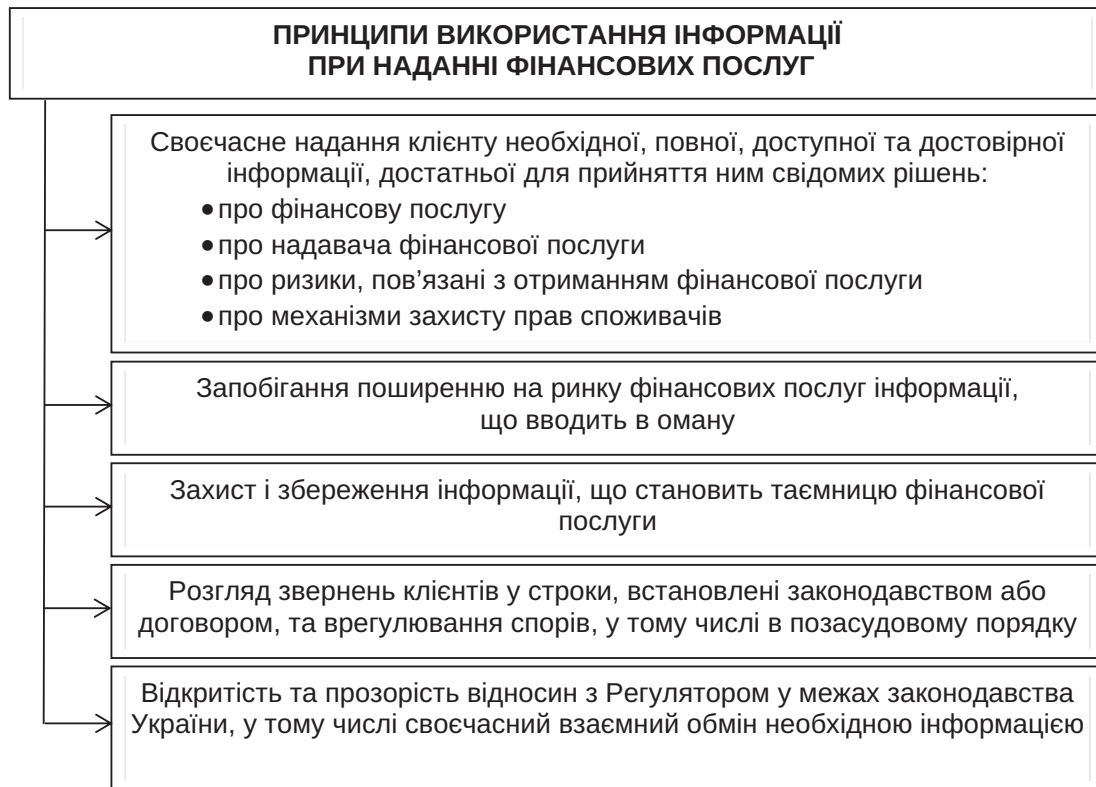 ПРИНЦИПИ ВИКОРИСТАННЯ ІНФОРМАЦІЇ
ПРИ НАДАННІ ФІНАНСОВИХ ПОСЛУГ
Своєчасне надання клієнту необхідної, повної, доступної та достовірної
інформації, достатньої для прийняття ним свідомих рішень:
•про фінансову послугу
•про надавача фінансової послуги
•про ризики, пов’язані з отриманням фінансової послуги
•про механізми захисту прав споживачів
Запобігання поширенню на ринку фінансових послуг інформації,
що вводить в оману
Захист і збереження інформації, що становить таємницю фінансової
послуги
Розгляд звернень клієнтів у строки, встановлені законодавством або
договором, та врегулювання спорів, у тому числі в позасудовому порядку
Відкритість та прозорість відносин з Регулятором у межах законодавства
України, у тому числі своєчасний взаємний обмін необхідною інформацією